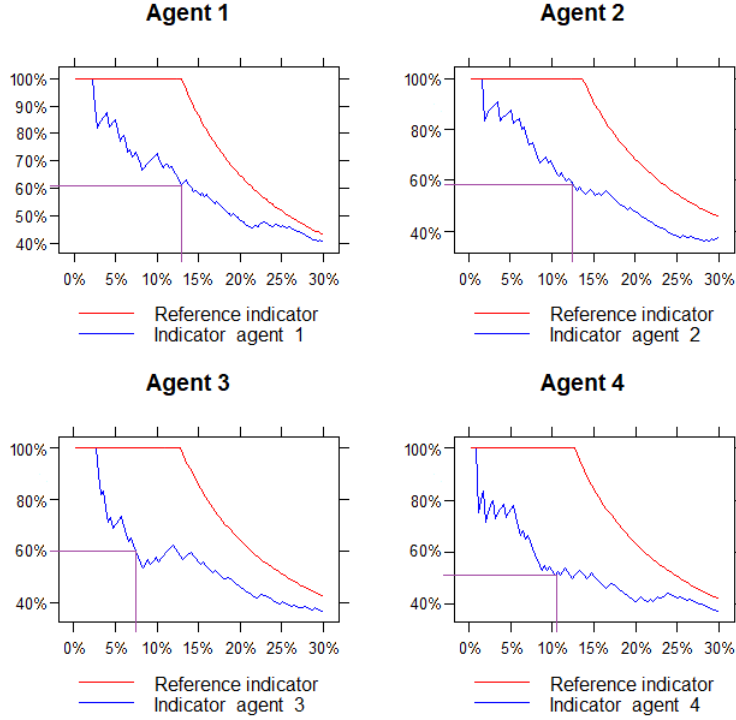 Agent 1
100%
90%
80%
70%
60%
50%
40%
0% 5% 10% 15% 20% 25% 30%
Reference indicator
Indicator agent 1
Agent 2
100%
80%
60%
40%
0% 5% 10% 15% 20% 25% 30%
Reference indicator
Indicator agent 2
Agent 3
100%
80%
60%
40%
0% 5% 10% 15% 20% 25% 30%
Reference indicator
Indicator agent 3
Agent 4
100%
80%
60%
40%
0% 5% 10% 15% 20% 25% 30%
Reference indicator
Indicator agent 4